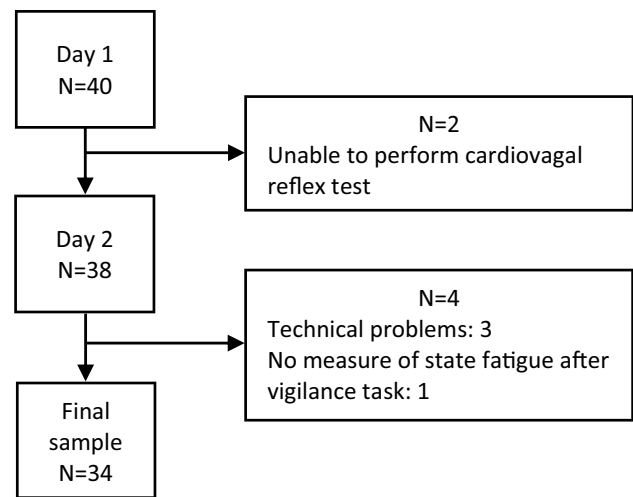 Day 1
N=40
N=2
Unable to perform cardiovagal
reflex test
Day 2
N=38
N=4
Technical problems: 3
No measure of state fatigue after
vigilance task: 1
Final
sample
N=34